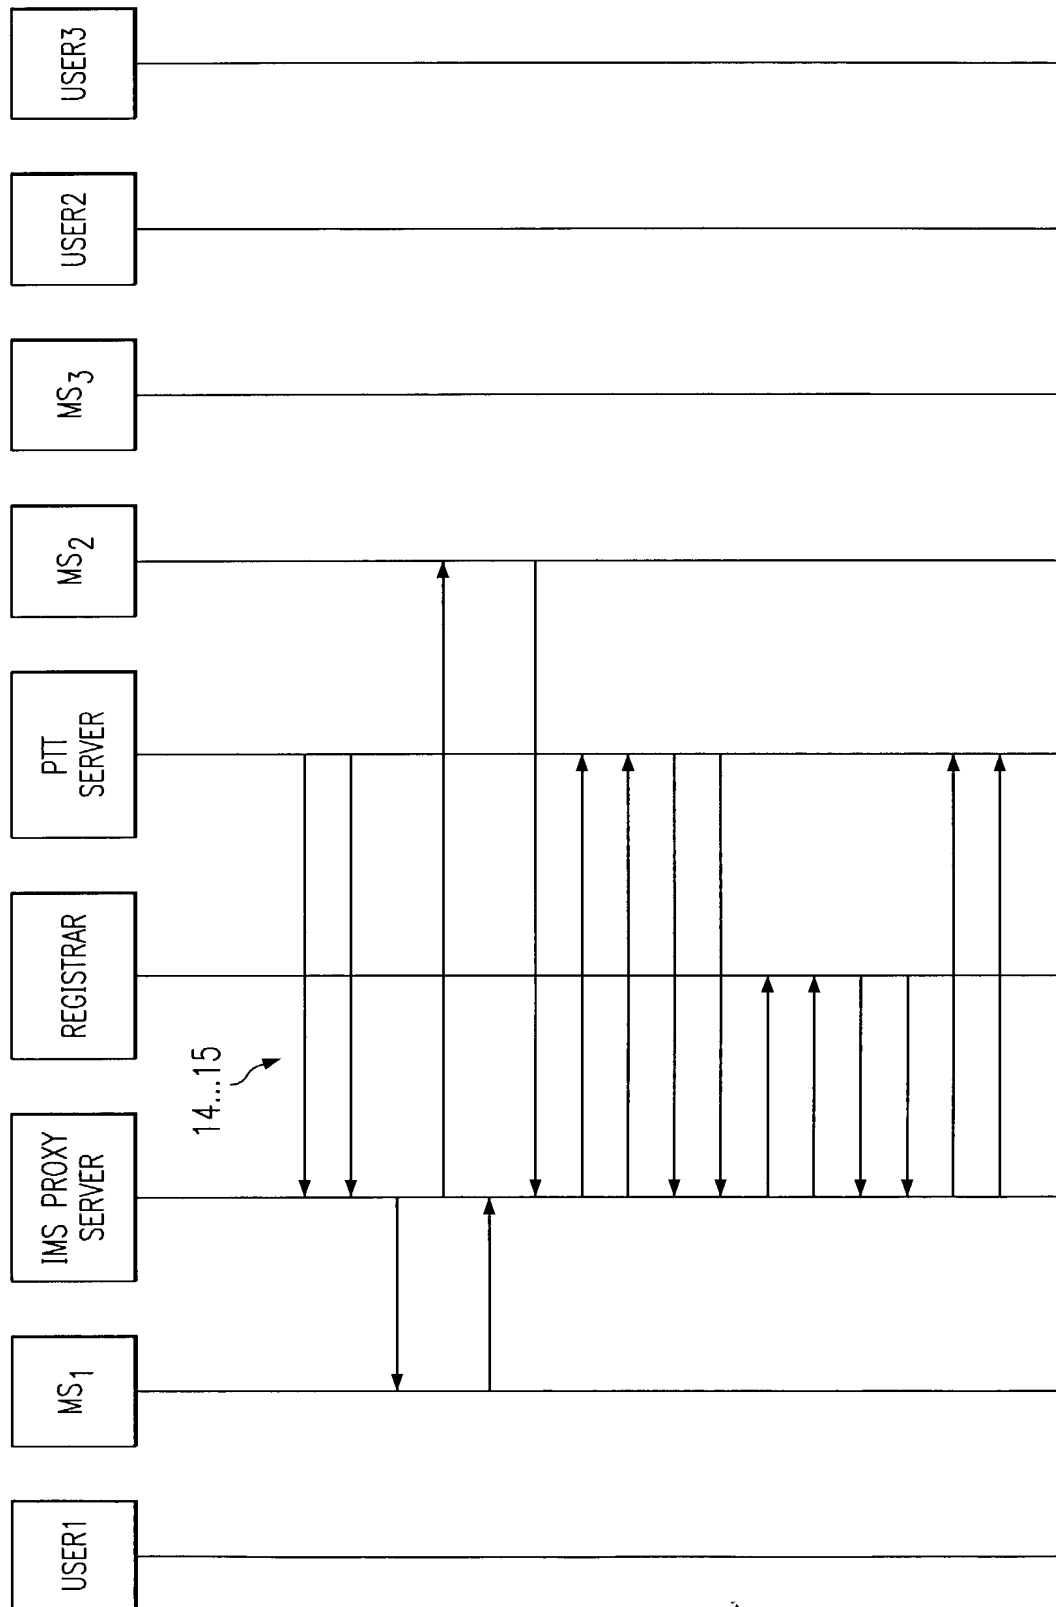 USER1
MS1
IMS PROXY
SERVER
REGISTRAR
PTT
SERVER
MS2
MS3
USER2
USER3
14...15